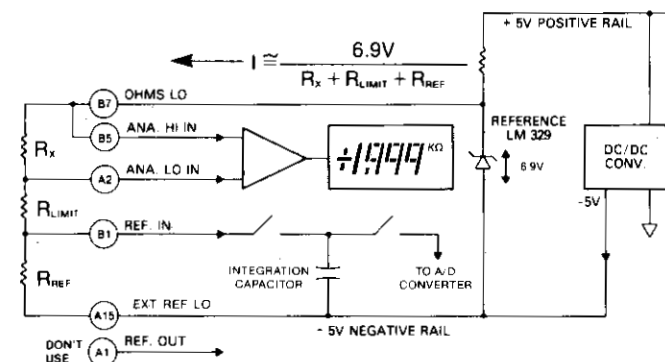 + 5V POSITIVE RAIL
I ≅ 6.9V
Rx + RLIMIT + RREF
B7 OHMS LO
B5 ANA. HI IN
A2 ANA. LO IN
RX
RLIMIT
RREF
÷1.999 KΩ
REFERENCE
LM 329
6.9V
DC/DC
CONV.
-5V
B1 REF. IN
INTEGRATION
CAPACITOR
TO A/D
CONVERTER
A15 EXT REF LO
- 5V NEGATIVE RAIL
DON'T
USE
A1 REF. OUT